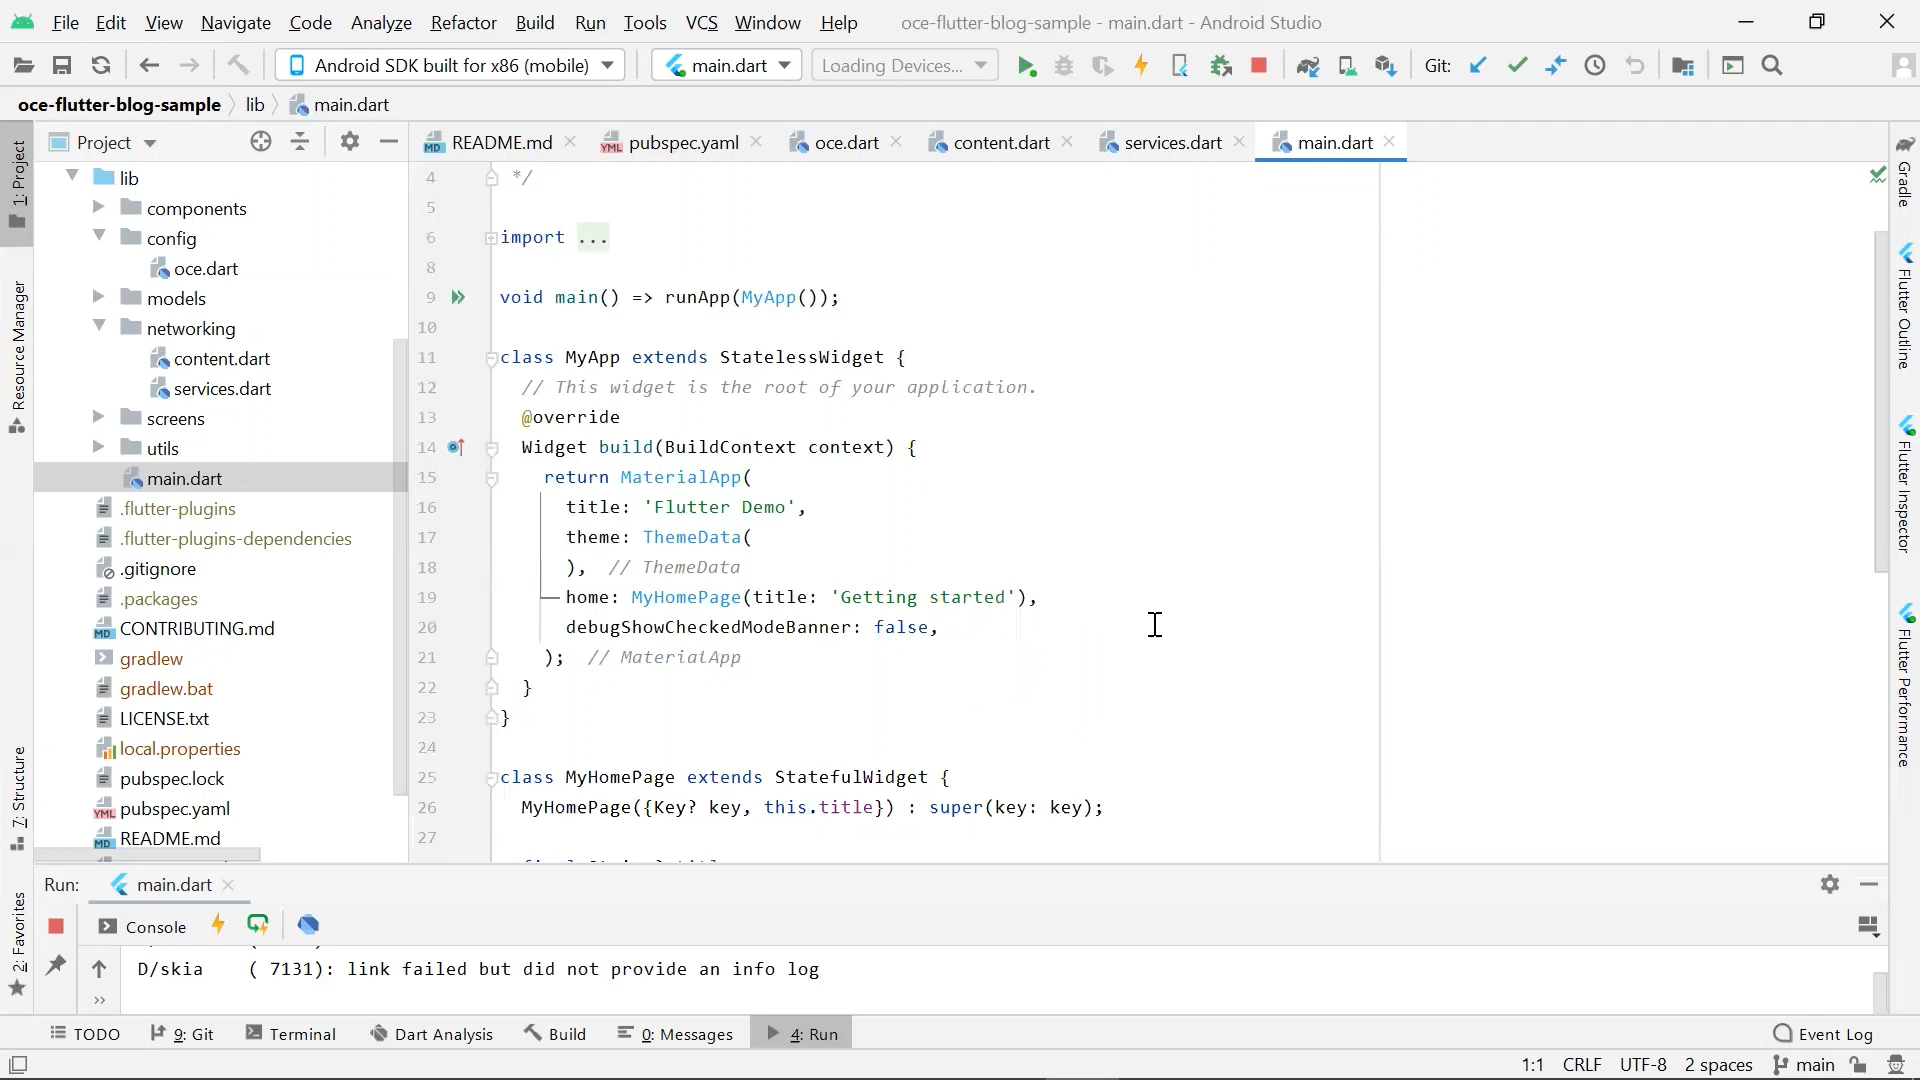 File Edit View Navigate Code Analyze Refactor Build Run Tools VCS Window Help oce-flutter-blog-sample - main.dart - Android Studio
Android SDK built for x86 (mobile) main.dart Loading Devices... Git:
oce-flutter-blog-sample lib main.dart
1: Project
Resource Manager
7: Structure
2: Favorites
Project
lib
components
config
oce.dart
models
networking
content.dart
services.dart
screens
utils
main.dart
.flutter-plugins
.flutter-plugins-dependencies
.gitignore
.packages
CONTRIBUTING.md
gradlew
gradlew.bat
LICENSE.txt
local.properties
pubspec.lock
pubspec.yaml
README.md
README.md pubspec.yaml oce.dart content.dart services.dart main.dart
4 */
5
6 import ...
8
9 void main() => runApp(MyApp());
10
11 class MyApp extends StatelessWidget {
12 // This widget is the root of your application.
13 @override
14 Widget build(BuildContext context) {
15 return MaterialApp(
16 title: 'Flutter Demo',
17 theme: ThemeData(
18 ), // ThemeData
19 home: MyHomePage(title: 'Getting started'),
20 debugShowCheckedModeBanner: false,
21 ); // MaterialApp
22 }
23 }
24
25 class MyHomePage extends StatefulWidget {
26 MyHomePage({Key? key, this.title}) : super(key: key);
27
Gradle
Flutter Outline
Flutter Inspector
Flutter Performance
Run: main.dart
Console
D/skia ( 7131): link failed but did not provide an info log
TODO 9: Git Terminal Dart Analysis Build 0: Messages 4: Run Event Log
1:1 CRLF UTF-8 2 spaces main